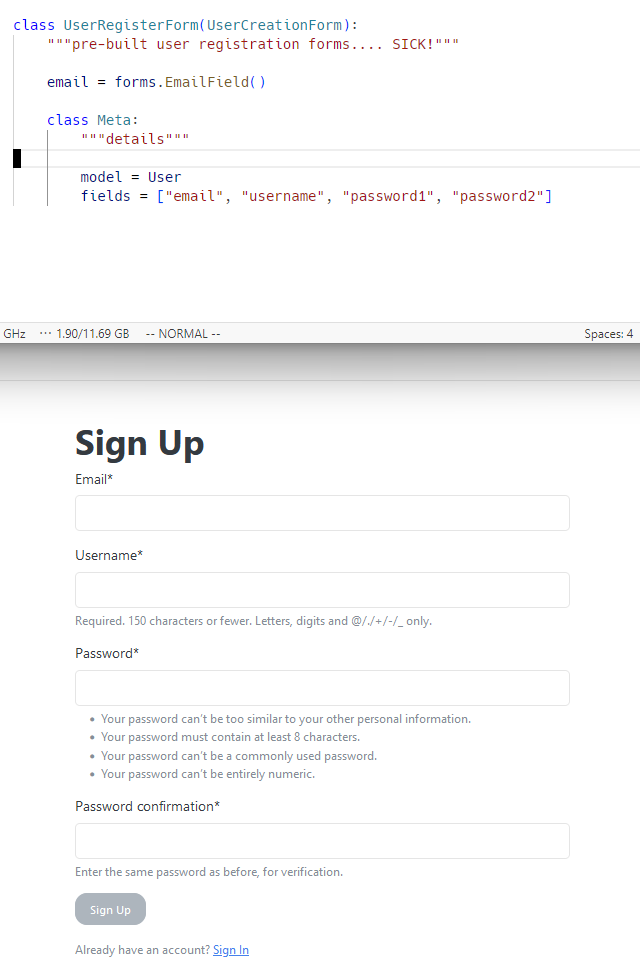 class UserRegisterForm(UserCreationForm):
"""pre-built user registration forms.... SICK!"""
email = forms.EmailField()
class Meta:
"""details"""
model = User
fields = ["email", "username", "password1", "password2"]
GHz ··· 1.90/11.69 GB -- NORMAL -- Spaces: 4
Sign Up
Email*
Username*
Required. 150 characters or fewer. Letters, digits and @/./+/-/_ only.
Password*
• Your password can't be too similar to your other personal information.
• Your password must contain at least 8 characters.
• Your password can't be a commonly used password.
• Your password can't be entirely numeric.
Password confirmation*
Enter the same password as before, for verification.
Sign Up
Already have an account? Sign In